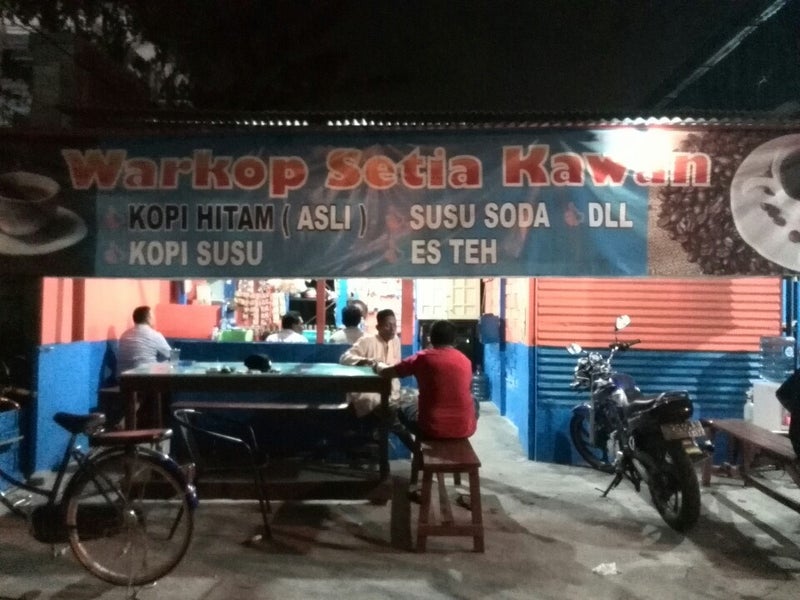 Warkop Setia Kawan
KOPI HITAM ( ASLI ) SUSU SODA DLL
KOPI SUSU ES TEH